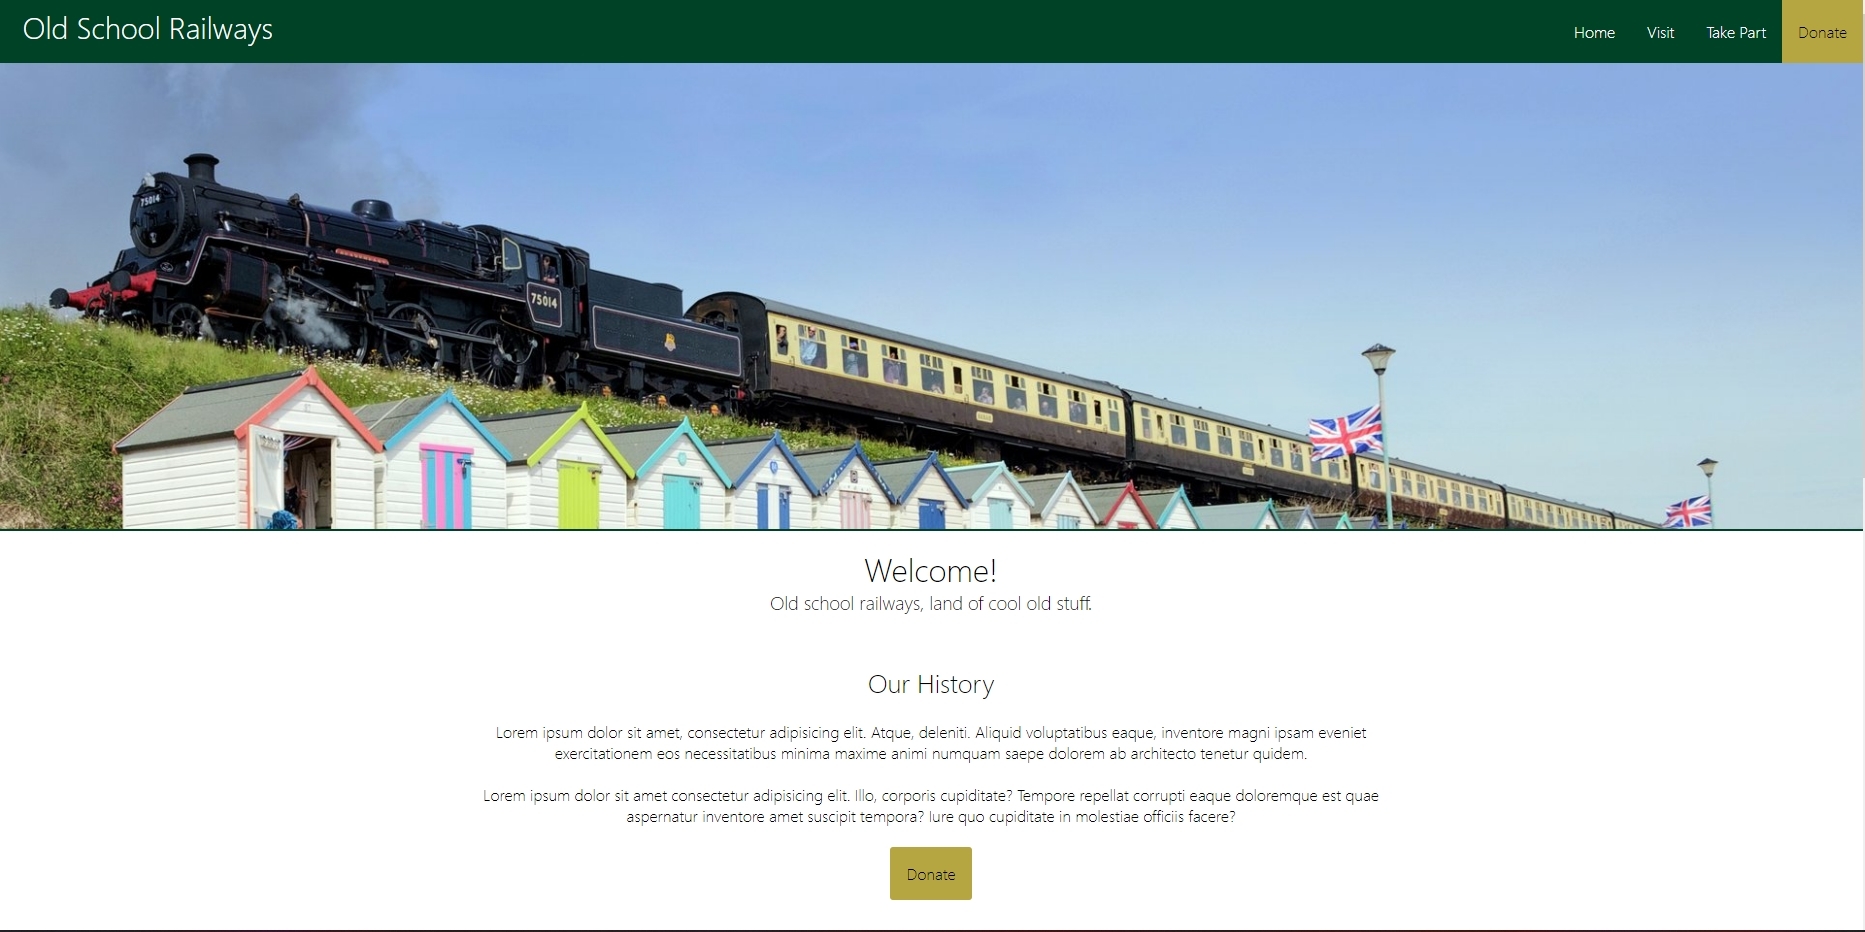 Old School Railways
Home Visit Take Part Donate
75014
75014
Welcome!
Old school railways, land of cool old stuff.
Our History
Lorem ipsum dolor sit amet, consectetur adipisicing elit. Atque, deleniti. Aliquid voluptatibus eaque, inventore magni ipsam eveniet
exercitationem eos necessitatibus minima maxime animi numquam saepe dolorem ab architecto tenetur quidem.
Lorem ipsum dolor sit amet consectetur adipisicing elit. Illo, corporis cupiditate? Tempore repellat corrupti eaque doloremque est quae
aspernatur inventore amet suscipit tempora? Iure quo cupiditate in molestiae officiis facere?
Donate